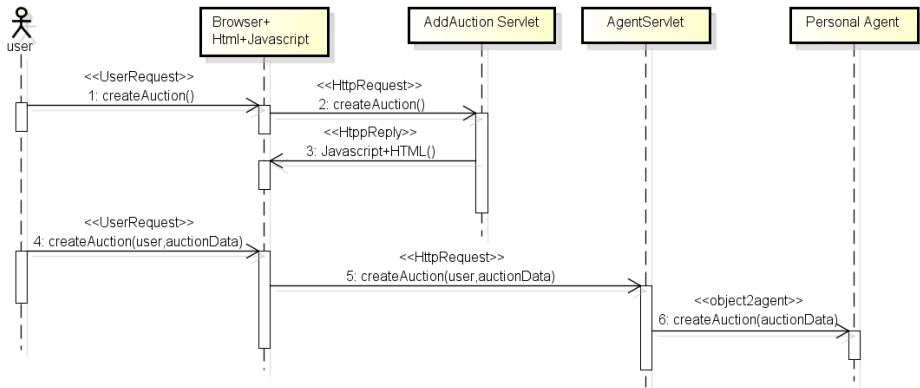 user
Browser+
Html+Javascript
AddAuction Servlet
AgentServlet
Personal Agent
<<UserRequest>>
1: createAuction()
<<HttpRequest>>
2: createAuction()
<<HtppReply>>
3: Javascript+HTML()
<<UserRequest>>
4: createAuction(user,auctionData)
<<HttpRequest>>
5: createAuction(user,auctionData)
<<object2agent>>
6: createAuction(auctionData)